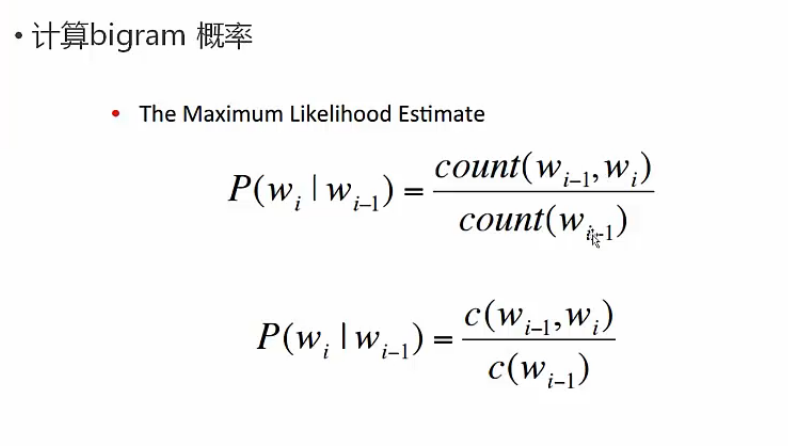 • 计算bigram 概率
• The Maximum Likelihood Estimate
P(wᵢ | wᵢ₋₁) = count(wᵢ₋₁, wᵢ) / count(wᵢ₋₁)
P(wᵢ | wᵢ₋₁) = c(wᵢ₋₁, wᵢ) / c(wᵢ₋₁)